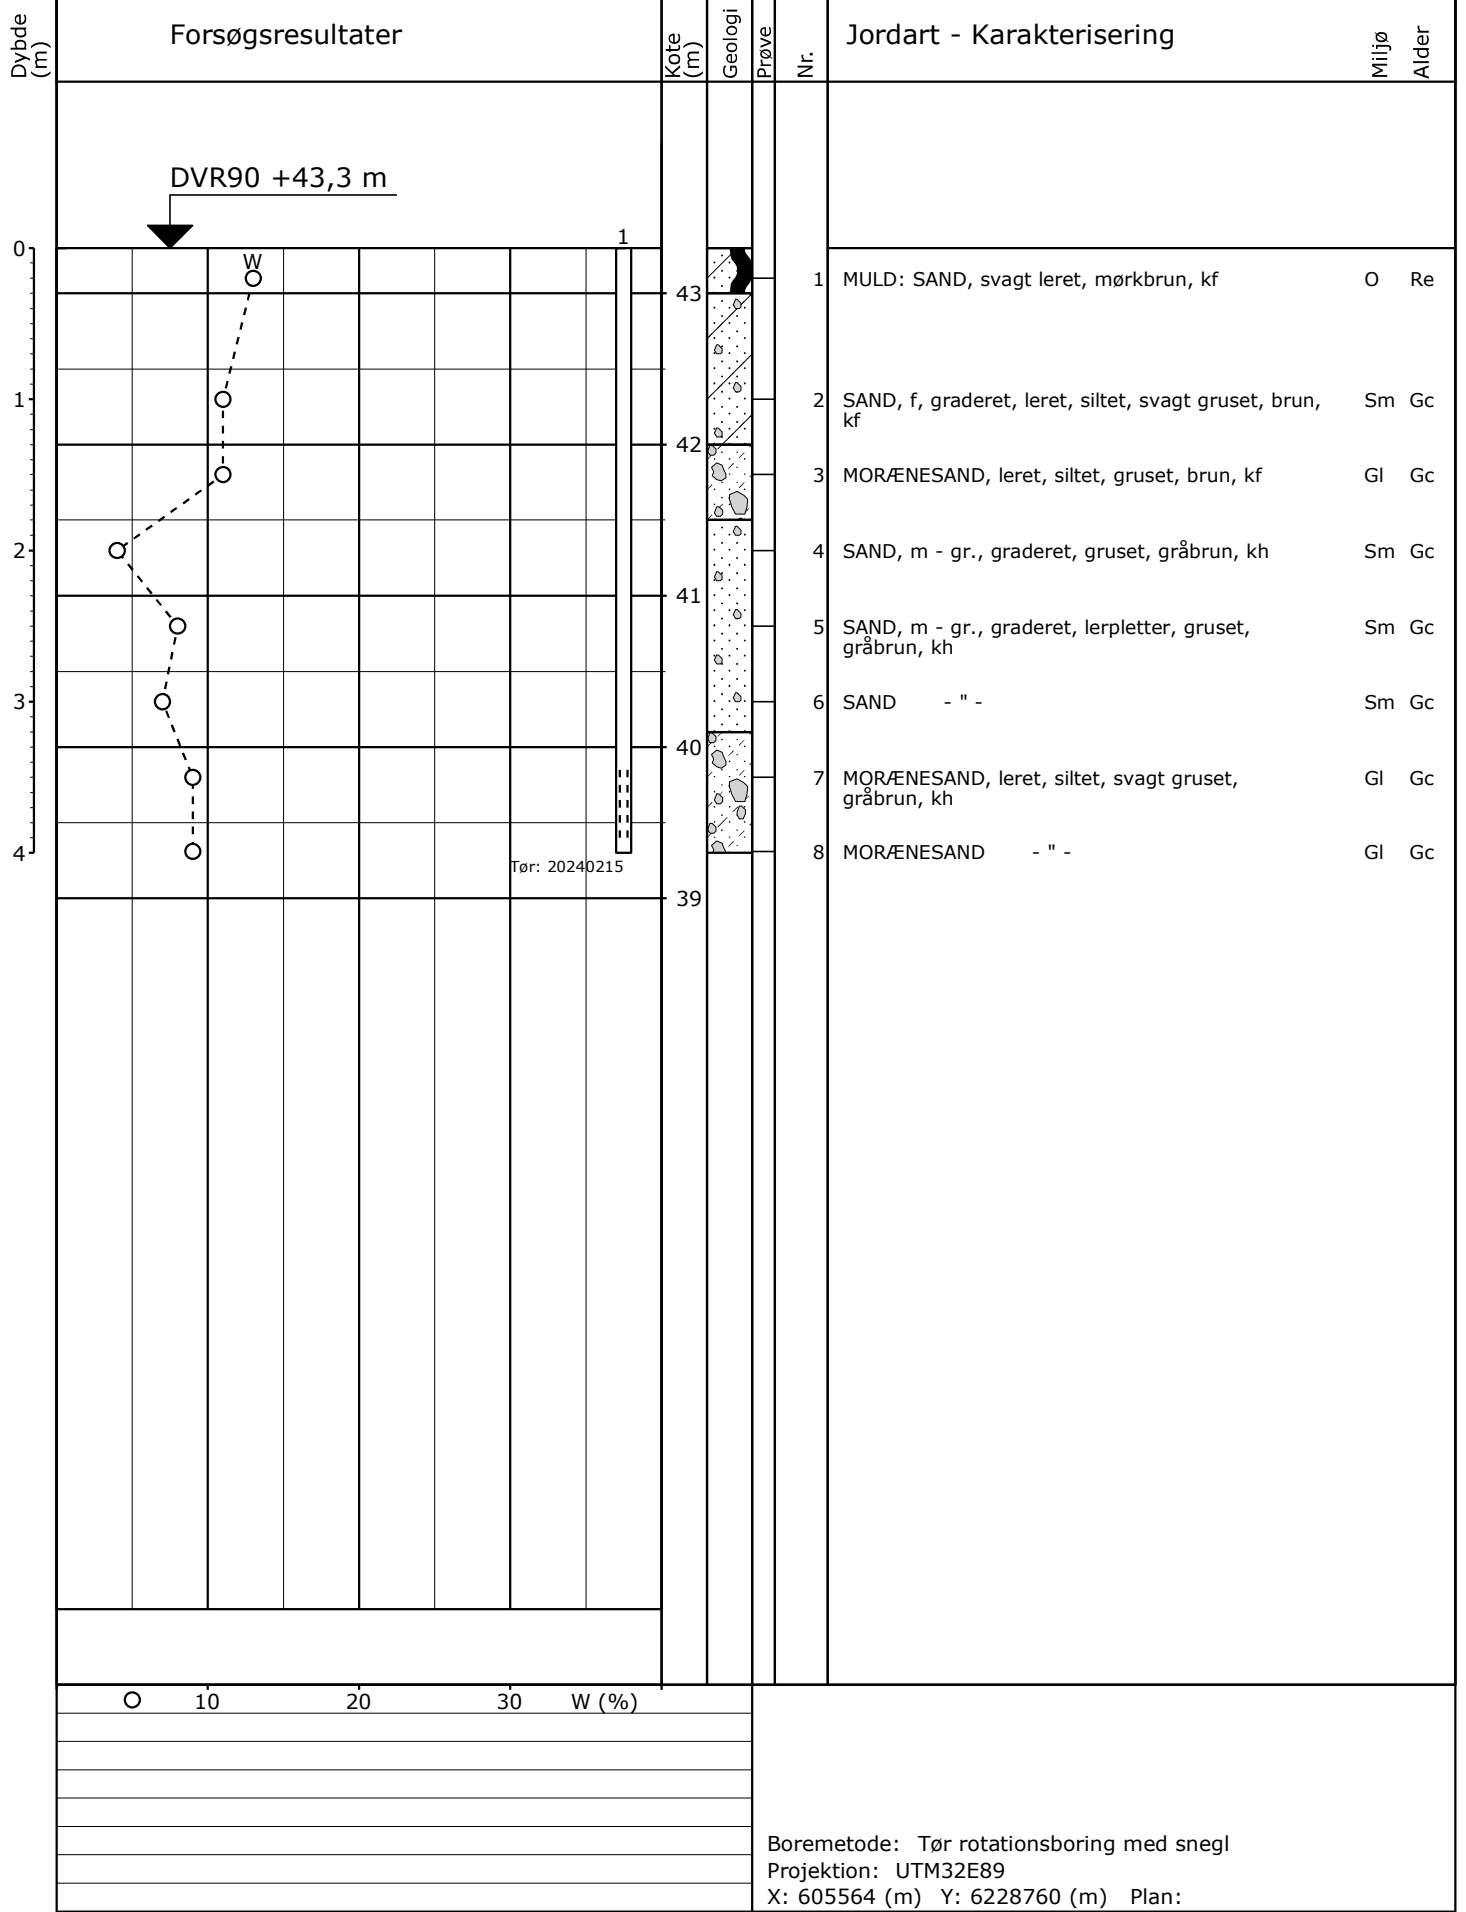 Dybde
(m)
Forsøgsresultater
Kote
(m)
Geologi
Prøve
Nr.
Jordart - Karakterisering
Miljø
Alder
DVR90 +43,3 m
0
1
W
1 MULD: SAND, svagt leret, mørkbrun, kf O Re
43
1
2 SAND, f, graderet, leret, siltet, svagt gruset, brun, Sm Gc
kf
42
3 MORÆNESAND, leret, siltet, gruset, brun, kf Gl Gc
2
4 SAND, m - gr., graderet, gruset, gråbrun, kh Sm Gc
41
5 SAND, m - gr., graderet, lerpletter, gruset, Sm Gc
gråbrun, kh
3
6 SAND - " - Sm Gc
40
7 MORÆNESAND, leret, siltet, svagt gruset, Gl Gc
gråbrun, kh
4
8 MORÆNESAND - " - Gl Gc
Tør: 20240215
39
10 20 30 W (%)
Boremetode: Tør rotationsboring med snegl
Projektion: UTM32E89
X: 605564 (m) Y: 6228760 (m) Plan: